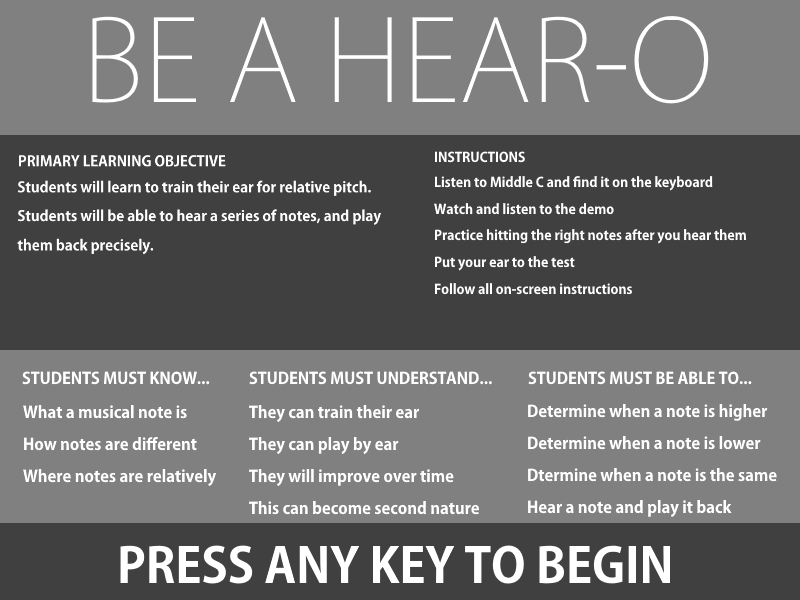 BE A HEAR-O
PRIMARY LEARNING OBJECTIVE
Students will learn to train their ear for relative pitch.
Students will be able to hear a series of notes, and play
them back precisely.
INSTRUCTIONS
Listen to Middle C and find it on the keyboard
Watch and listen to the demo
Practice hitting the right notes after you hear them
Put your ear to the test
Follow all on-screen instructions
STUDENTS MUST KNOW...
What a musical note is
How notes are different
Where notes are relatively
STUDENTS MUST UNDERSTAND...
They can train their ear
They can play by ear
They will improve over time
This can become second nature
STUDENTS MUST BE ABLE TO...
Determine when a note is higher
Determine when a note is lower
Dtermine when a note is the same
Hear a note and play it back
PRESS ANY KEY TO BEGIN